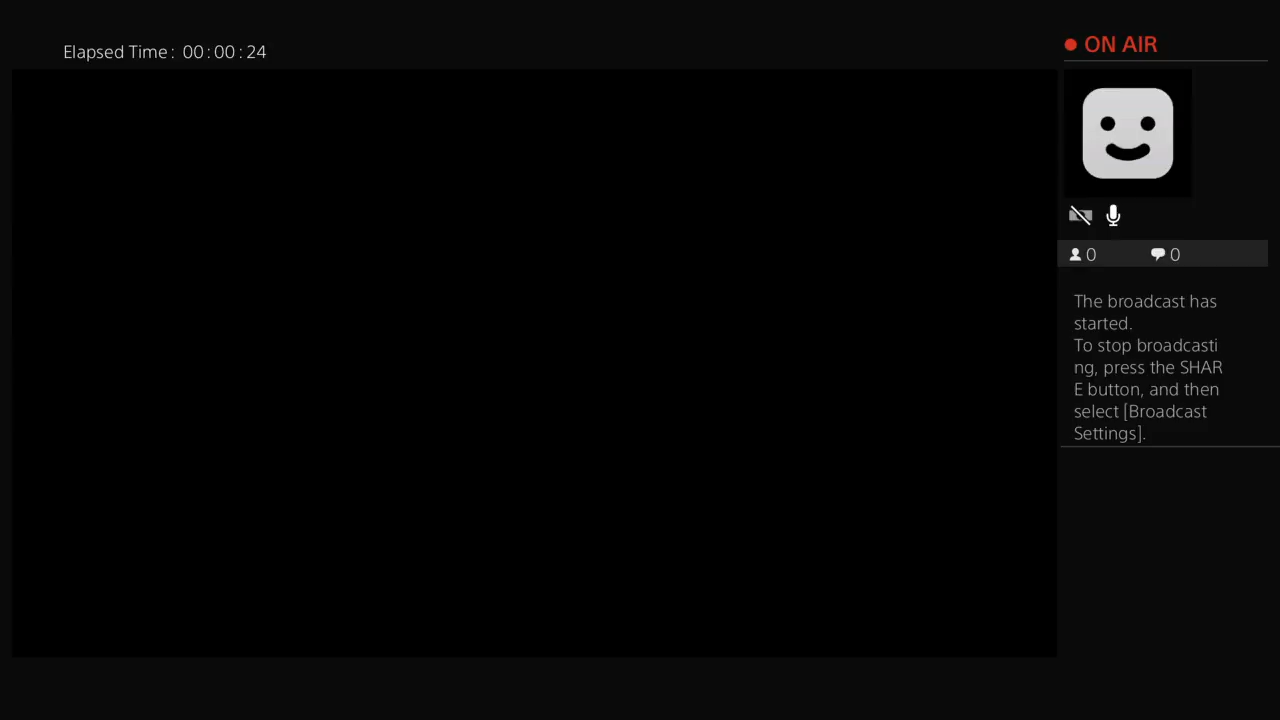 Elapsed Time: 00:00:24
ON AIR
0
0
The broadcast has
started.
To stop broadcasti
ng, press the SHAR
E button, and then
select [Broadcast
Settings].